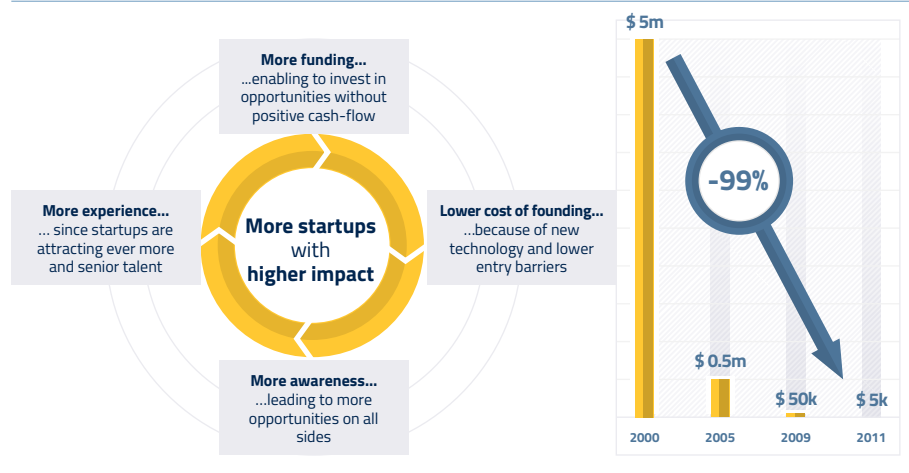 More funding...
...enabling to invest in
opportunities without
positive cash-flow
More experience...
... since startups are
attracting ever more
and senior talent
More startups
with
higher impact
Lower cost of founding...
...because of new
technology and lower
entry barriers
More awareness...
...leading to more
opportunities on all
sides
$ 5m
-99%
$ 0.5m
$ 50k
$ 5k
2000
2005
2009
2011